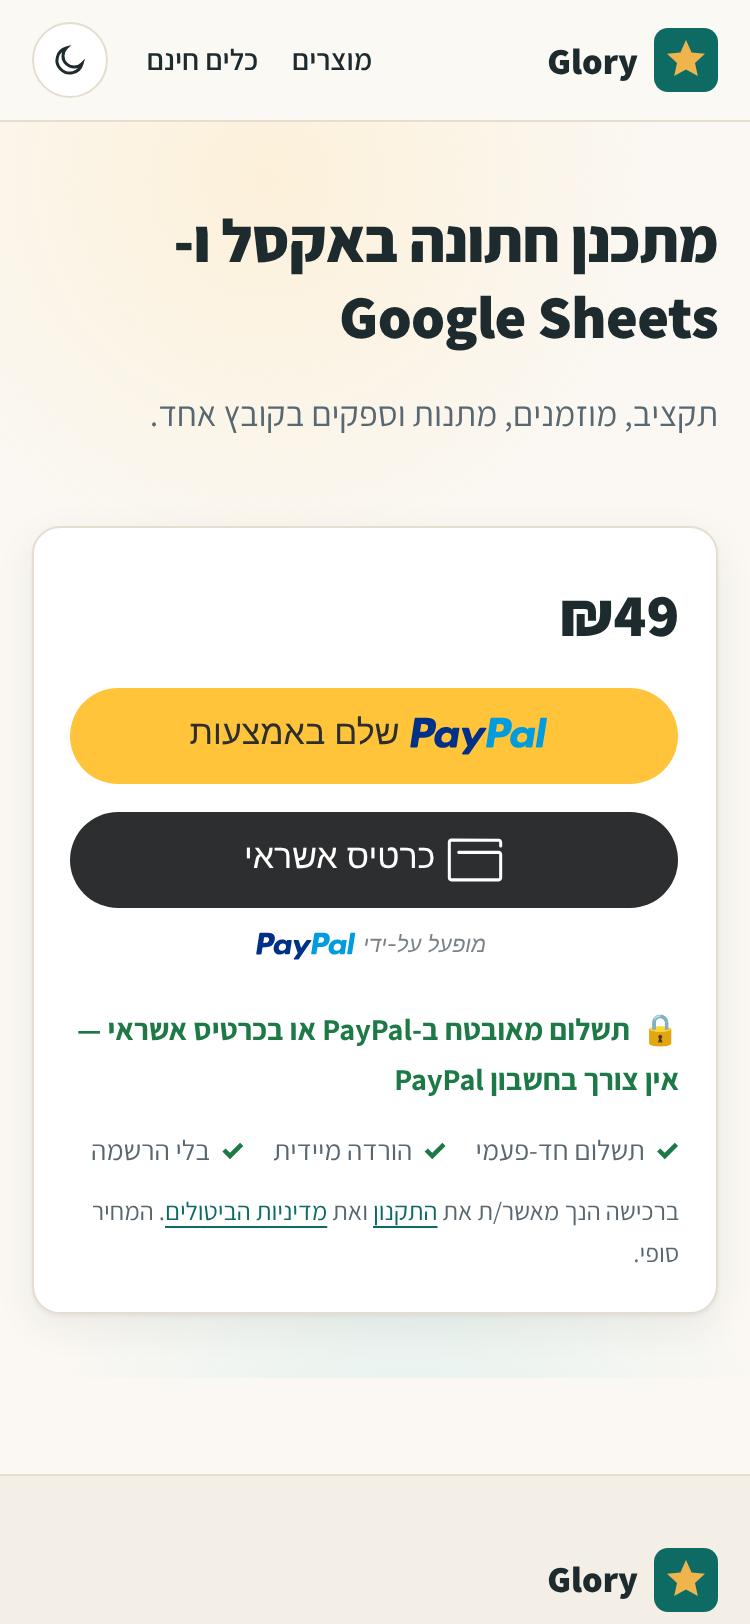 Glory
מוצרים
כלים חינם
מתכנן חתונה באקסל ו-
Google Sheets
תקציב, מוזמנים, מתנות וספקים בקובץ אחד.
₪49
שלם באמצעות PayPal
כרטיס אשראי
מופעל על-ידי PayPal
🔒 תשלום מאובטח ב-PayPal או בכרטיס אשראי —
אין צורך בחשבון PayPal
✔ תשלום חד-פעמי ✔ הורדה מיידית ✔ בלי הרשמה
ברכישה הנך מאשר/ת את התקנון ואת מדיניות הביטולים. המחיר
סופי.
Glory